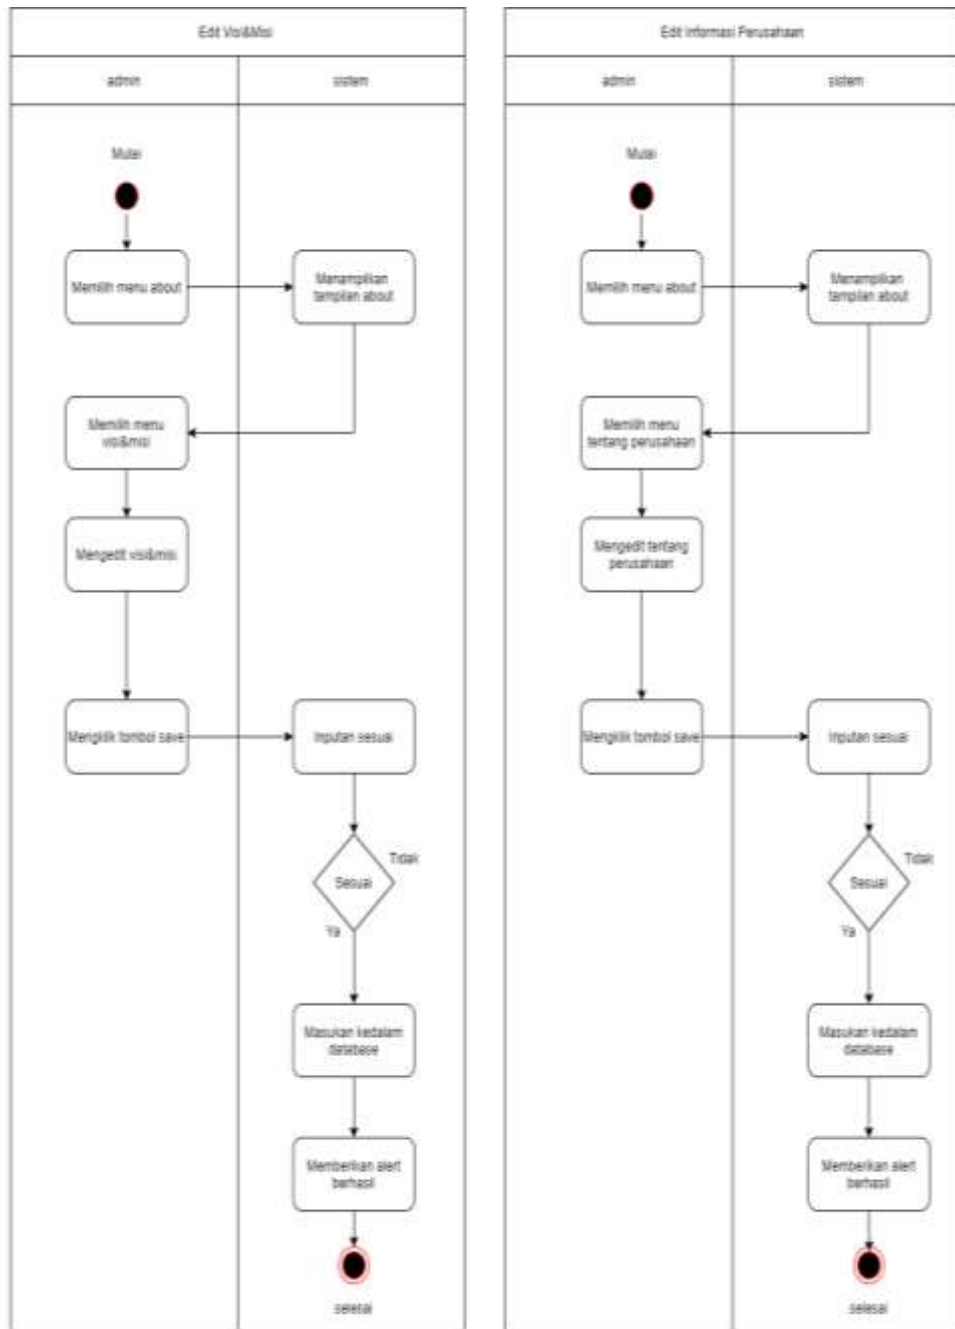 Edit Visi&Misi
admin
sistem
Mulai
Memilih menu about
Menampilkan
tampilan about
Memilih menu
visi&misi
Mengedit visi&misi
Mengklik tombol save
Inputan sesuai
Tidak
Sesuai
Ya
Masukan kedalam
database
Memberikan alert
berhasil
selesai
Edit Informasi Perusahaan
admin
sistem
Mulai
Memilih menu about
Menampilkan
tampilan about
Memilih menu
tentang perusahaan
Mengedit tentang
perusahaan
Mengklik tombol save
Inputan sesuai
Tidak
Sesuai
Ya
Masukan kedalam
database
Memberikan alert
berhasil
selesai